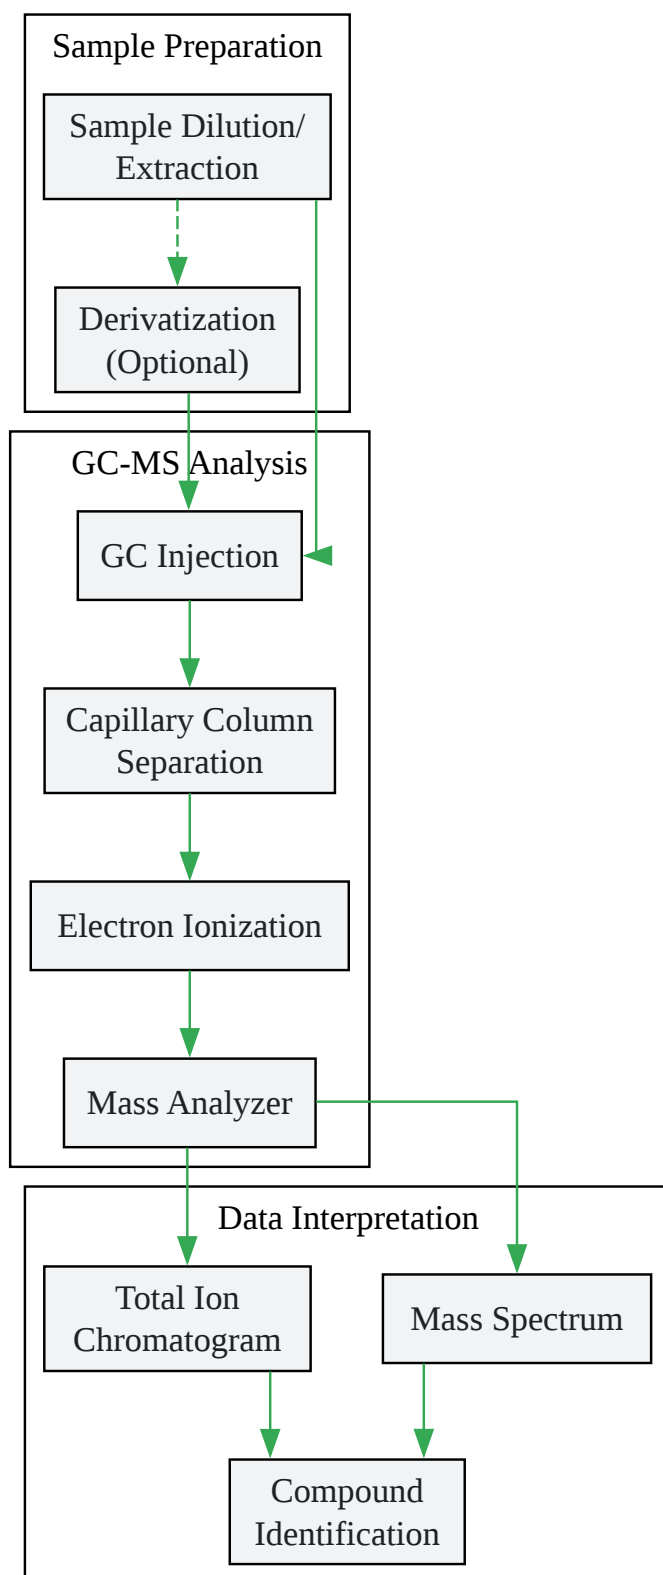 Sample Preparation
Sample Dilution/
Extraction
Derivatization
(Optional)
GC-MS Analysis
GC Injection
Capillary Column
Separation
Electron Ionization
Mass Analyzer
Data Interpretation
Total Ion
Chromatogram
Mass Spectrum
Compound
Identification